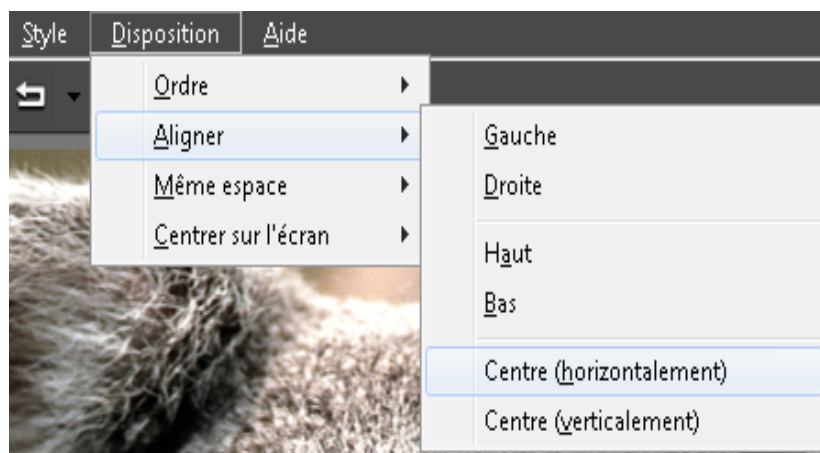 Style Disposition Aide
Ordre
Aligner
Même espace
Centrer sur l'écran
Gauche
Droite
Haut
Bas
Centre (horizontalement)
Centre (verticalement)